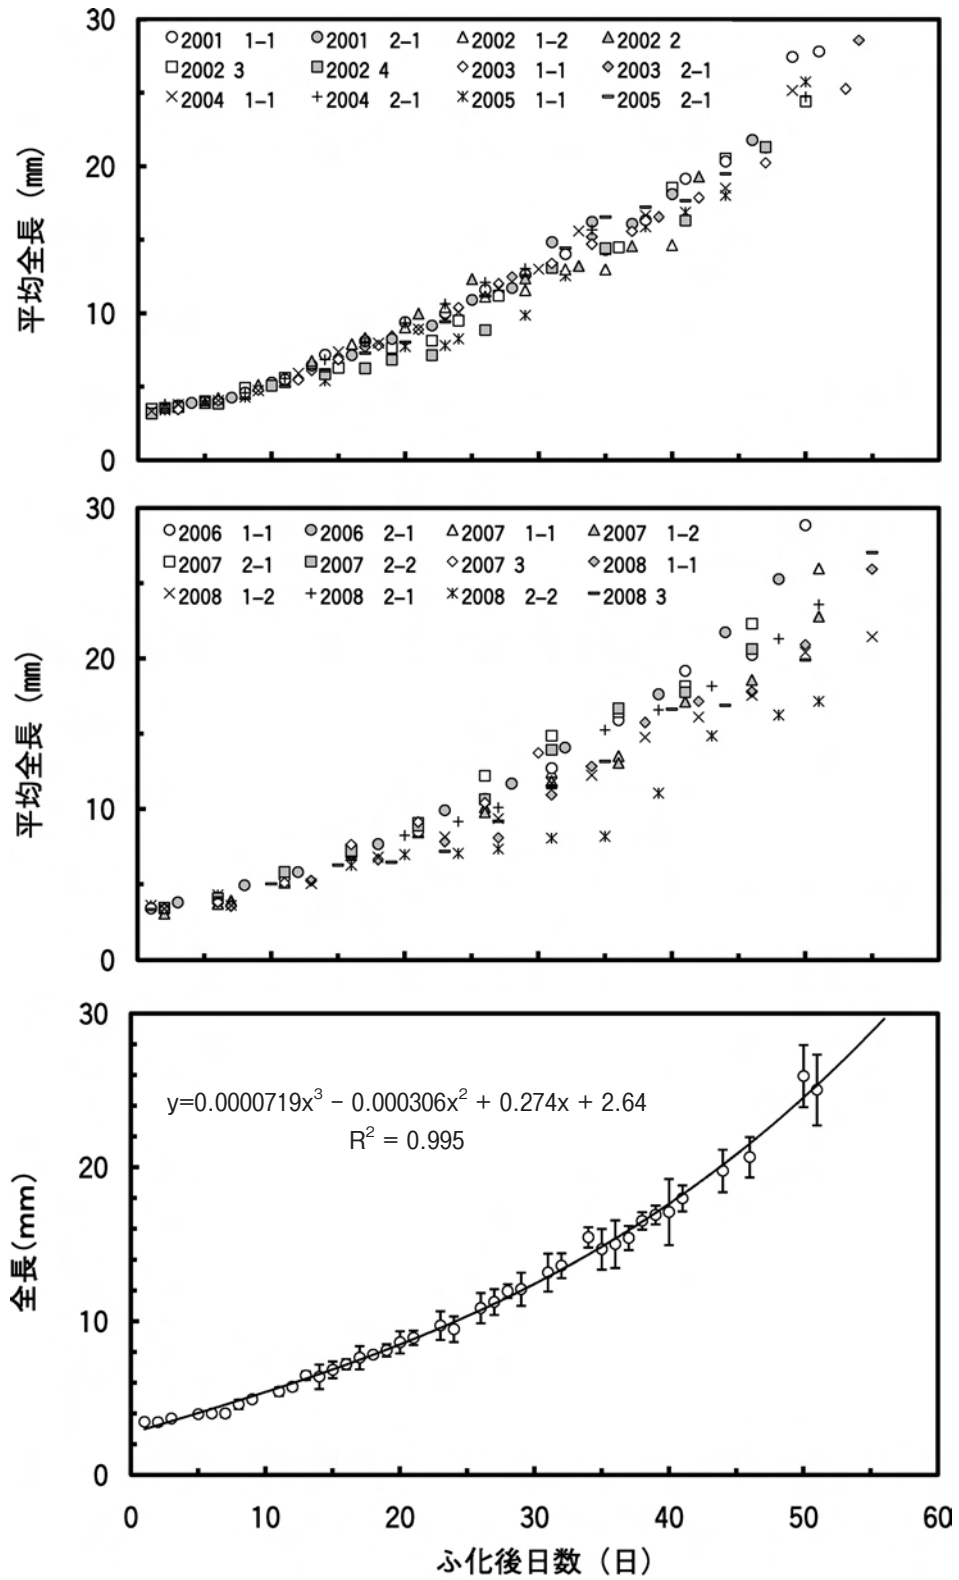 30
○2001 1-1 ●2001 2-1 △2002 1-2 ▲2002 2
□2002 3 ■2002 4 ◇2003 1-1 ◆2003 2-1
×2004 1-1 +2004 2-1 *2005 1-1 -2005 2-1
20
10
0
平均全長 (mm)
30
○2006 1-1 ●2006 2-1 △2007 1-1 ▲2007 1-2
□2007 2-1 ■2007 2-2 ◇2007 3 ◆2008 1-1
×2008 1-2 +2008 2-1 *2008 2-2 -2008 3
20
10
0
平均全長 (mm)
30
y=0.0000719x³ − 0.000306x² + 0.274x + 2.64
R² = 0.995
20
10
0
全長(mm)
0 10 20 30 40 50 60
ふ化後日数 (日)